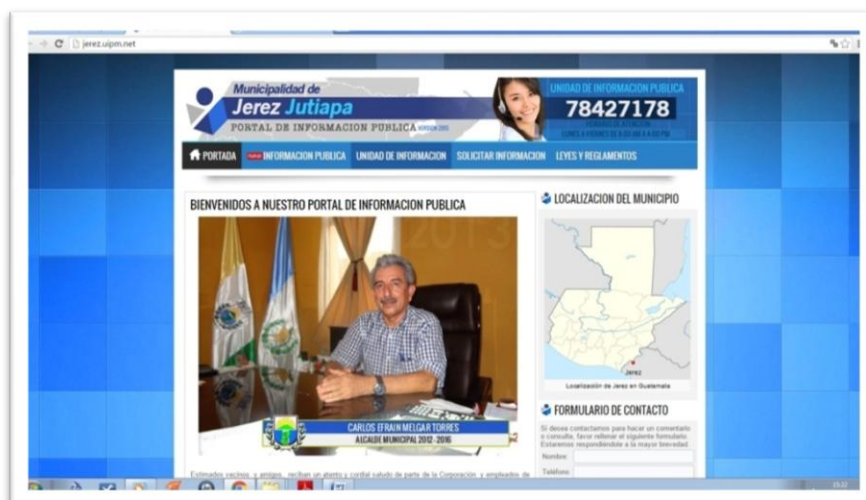 jerez.uipm.net
Municipalidad de
Jerez Jutiapa
PORTAL DE INFORMACION PUBLICA
UNIDAD DE INFORMACION PUBLICA
78427178
LUNES A VIERNES DE 8:00 AM A 4:00 PM
PORTADA
INFORMACION PUBLICA
UNIDAD DE INFORMACION
SOLICITAR INFORMACION
LEYES Y REGLAMENTOS
BIENVENIDOS A NUESTRO PORTAL DE INFORMACION PUBLICA
2013
CARLOS EFRAIN MELGAR TORRES
ALCALDE MUNICIPAL 2012 - 2016
Estimados vecinos y amigos, reciban un atento y cordial saludo de parte de la Corporación y empleados de
LOCALIZACION DEL MUNICIPIO
Jerez
Localización de Jerez en Guatemala
FORMULARIO DE CONTACTO
Si desea contactarnos para hacer un comentario
o consulta, favor rellenar el siguiente formulario.
Estaremos respondiéndole a la mayor brevedad.
Nombre:
Teléfono: